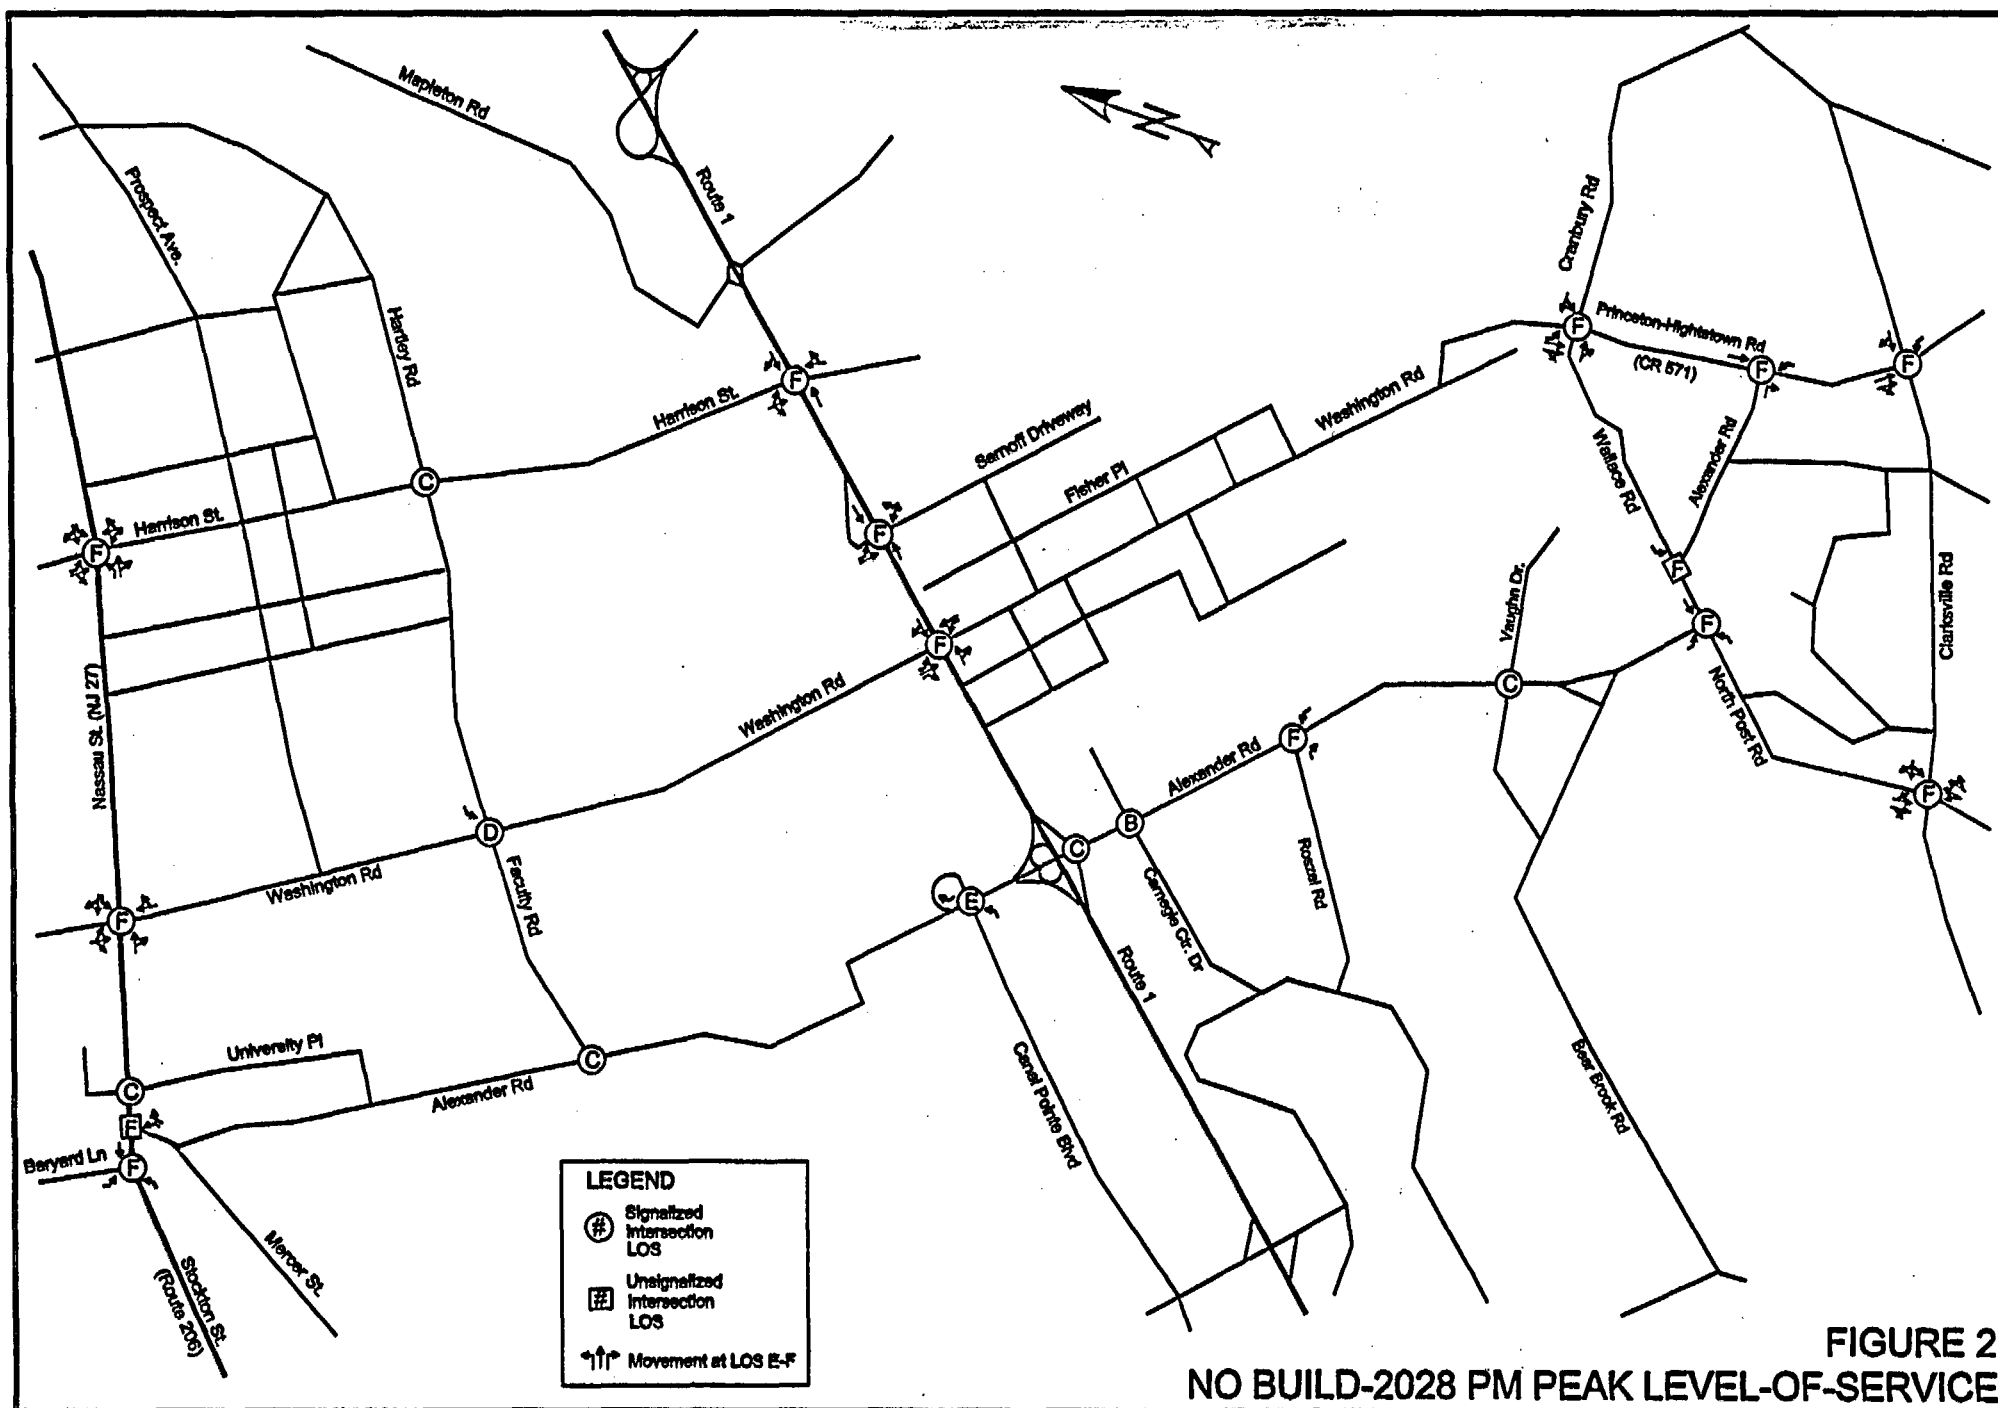 Mapleton Rd
Prospect Ave.
Route 1
N
Cranbury Rd
Hartley Rd
Princeton-Hightstown Rd
(CR 571)
F
F
F
F
Harrison St.
Washington Rd
Sarnoff Driveway
Fisher Pl
Wallace Rd
Alexander Rd
C
Harrison St.
F
F
F
Vaughn Dr.
Clarksville Rd
F
F
Nassau St. (NJ 27)
Washington Rd
C
North Post Rd
Alexander Rd
F
F
D
B
C
Faculty Rd
Washington Rd
Roszel Rd
Carnegie Ctr. Dr
E
F
Route 1
University Pl
C
C
Alexander Rd
Canal Pointe Blvd
Bear Brook Rd
F
Baryard Ln
F
Mercer St.
Stockton St.
(Route 206)
LEGEND
# Signalized
Intersection
LOS
# Unsignalized
Intersection
LOS
Movement at LOS E-F
FIGURE 2
NO BUILD-2028 PM PEAK LEVEL-OF-SERVICE